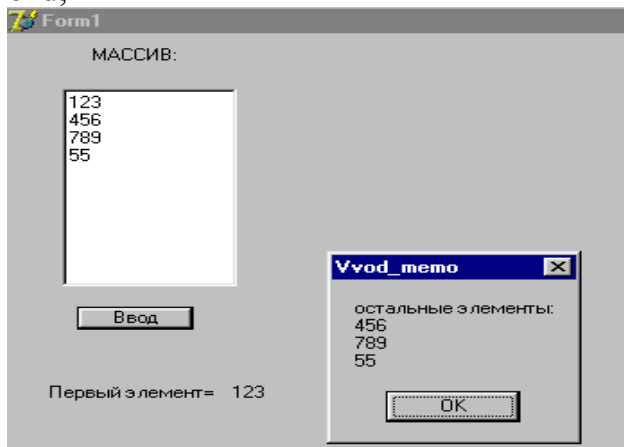 Form1
МАССИВ:
123
456
789
55
Ввод
Первый элемент= 123
Vvod_memo
остальные элементы:
456
789
55
OK